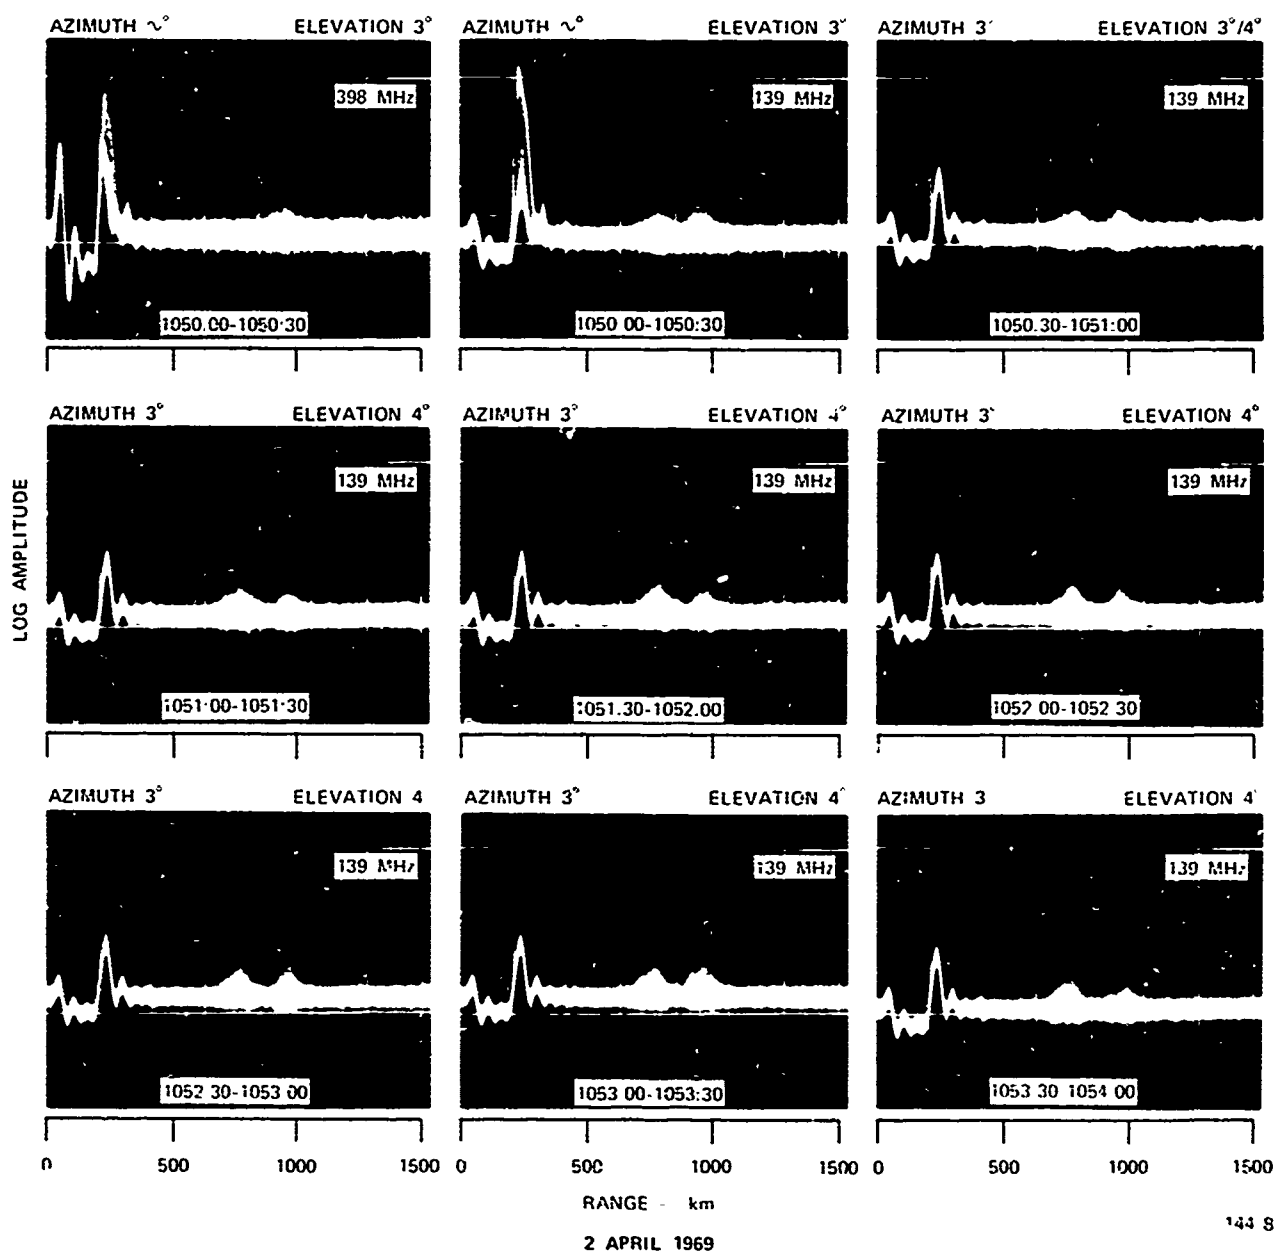 AZIMUTH ~° ELEVATION 3° AZIMUTH ~° ELEVATION 3° AZIMUTH 3' ELEVATION 3°/4°
398 MHz 139 MHz 139 MHz
1050.00-1050:30 1050 00-1050:30 1050.30-1051:00
AZIMUTH 3° ELEVATION 4° AZIMUTH 3° ELEVATION 4° AZIMUTH 3 ELEVATION 4°
139 MHz 139 MHz 139 MHz
LOG AMPLITUDE
1051:00-1051:30 1051.30-1052.00 1052 00-1052 30
AZIMUTH 3° ELEVATION 4 AZIMUTH 3° ELEVATION 4° AZIMUTH 3 ELEVATION 4
139 MHz 139 MHz 139 MHz
1052 30-1053 00 1053 00-1053:30 1053 30 1054 00
0 500 1000 1500 0 500 1000 1500 0 500 1000 1500
RANGE - km
2 APRIL 1969
144 8